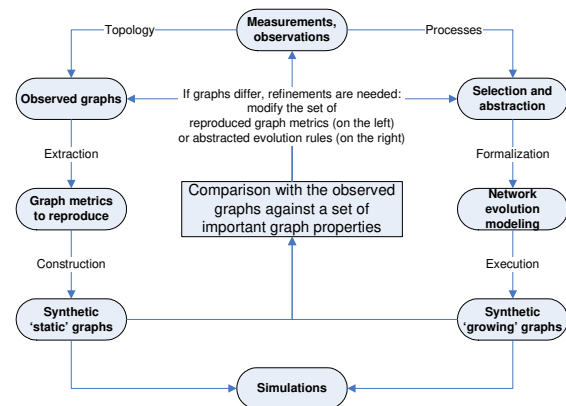 Measurements,
observations
Topology
Processes
Observed graphs
If graphs differ, refinements are needed:
modify the set of
reproduced graph metrics (on the left)
or abstracted evolution rules (on the right)
Selection and
abstraction
Extraction
Formalization
Graph metrics
to reproduce
Comparison with the observed
graphs against a set of
important graph properties
Network
evolution
modeling
Construction
Execution
Synthetic
'static' graphs
Synthetic
'growing' graphs
Simulations